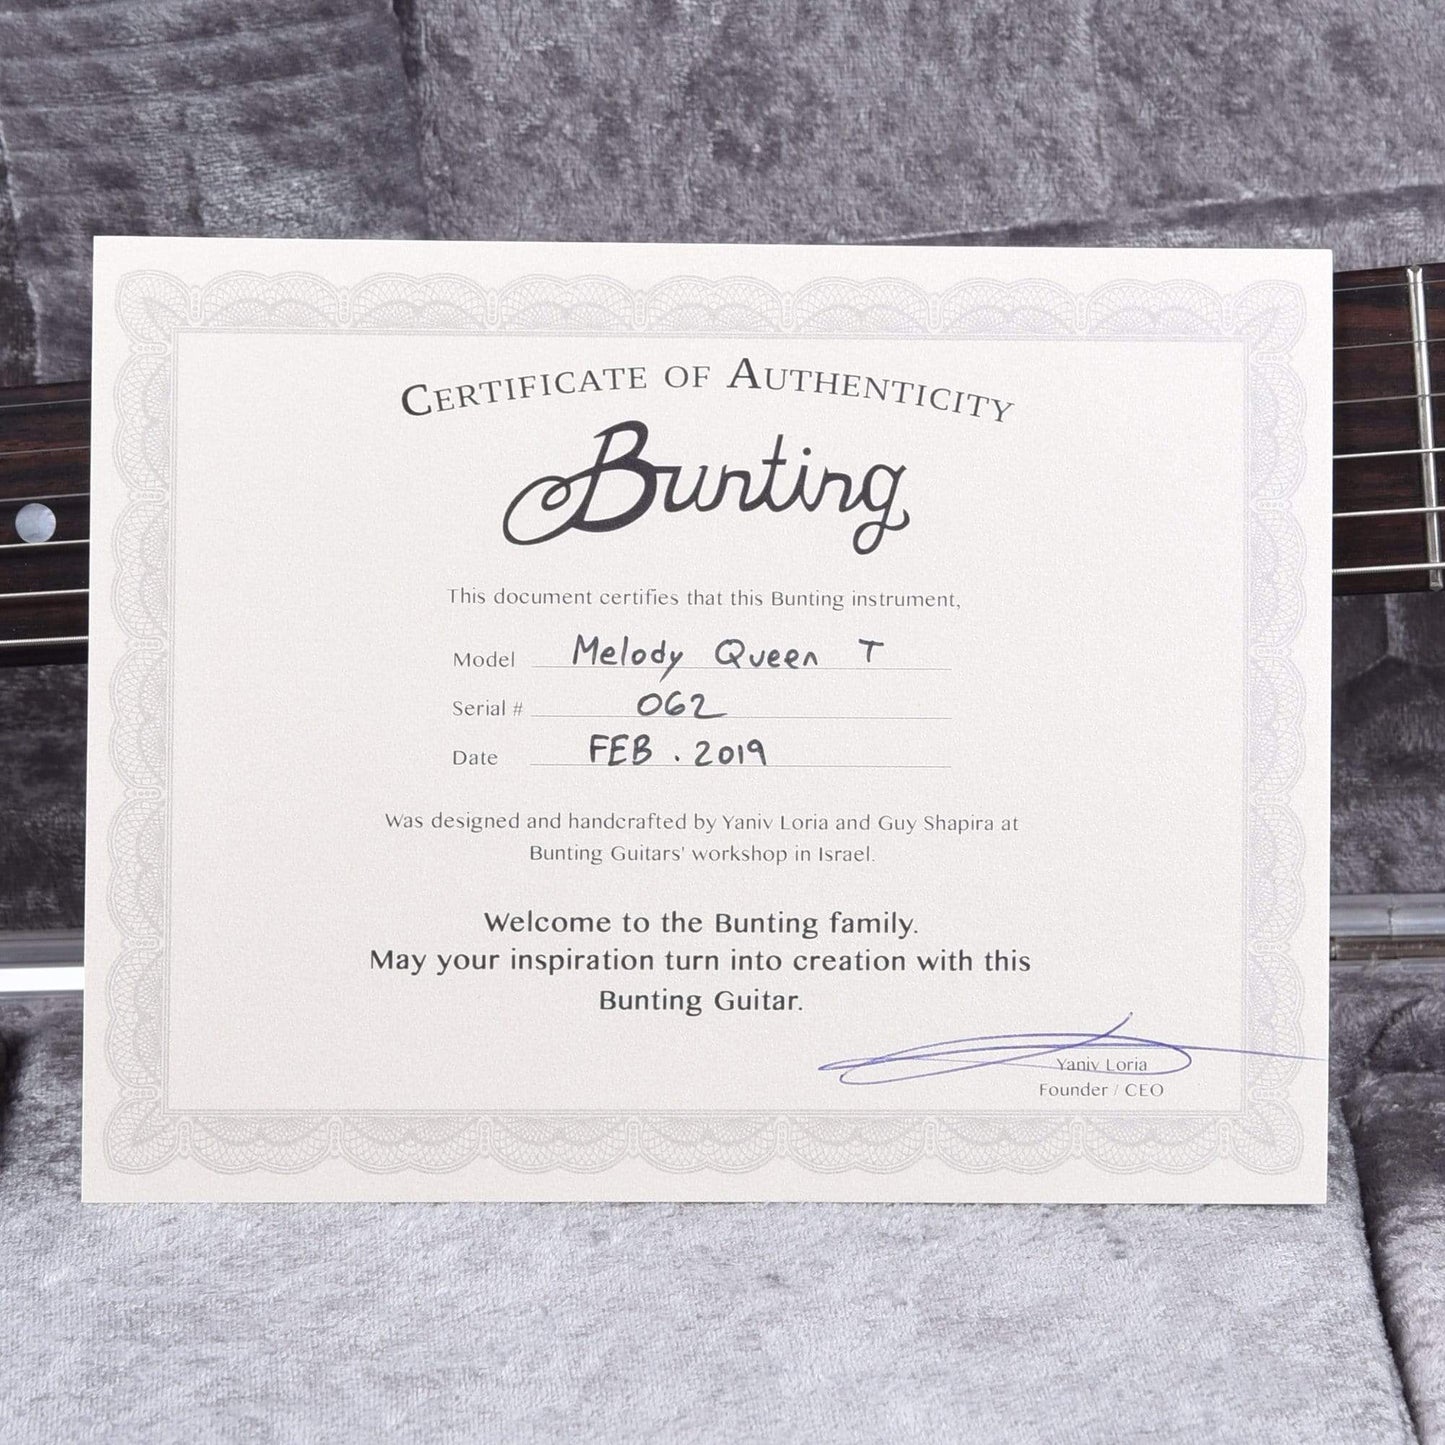 CERTIFICATE OF AUTHENTICITY
Bunting
This document certifies that this Bunting instrument,
Model Melody Queen T
Serial # 062
Date FEB. 2019
Was designed and handcrafted by Yaniv Loria and Guy Shapira at
Bunting Guitars' workshop in Israel.
Welcome to the Bunting family.
May your inspiration turn into creation with this
Bunting Guitar.
Yaniv Loria
Founder / CEO